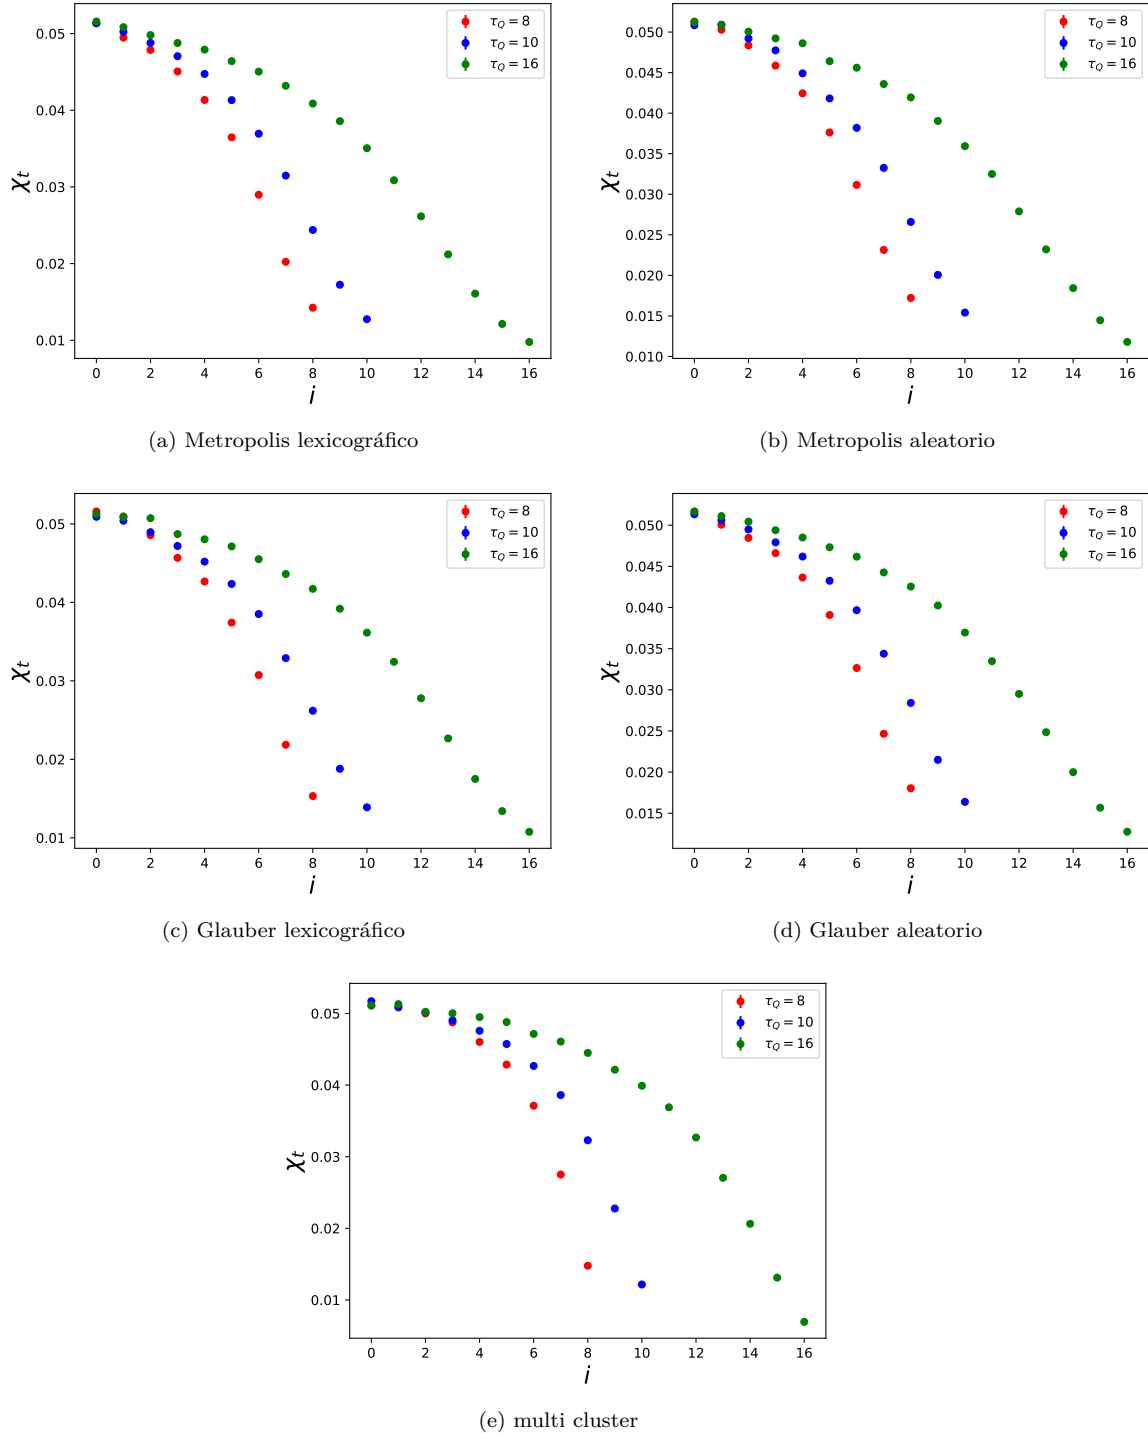 0.05
0.04
0.03
0.02
0.01
χt
0 2 4 6 8 10 12 14 16
i
τQ = 8
τQ = 10
τQ = 16
(a) Metropolis lexicográfico
0.050
0.045
0.040
0.035
0.030
0.025
0.020
0.015
0.010
χt
0 2 4 6 8 10 12 14 16
i
τQ = 8
τQ = 10
τQ = 16
(b) Metropolis aleatorio
0.05
0.04
0.03
0.02
0.01
χt
0 2 4 6 8 10 12 14 16
i
τQ = 8
τQ = 10
τQ = 16
(c) Glauber lexicográfico
0.050
0.045
0.040
0.035
0.030
0.025
0.020
0.015
χt
0 2 4 6 8 10 12 14 16
i
τQ = 8
τQ = 10
τQ = 16
(d) Glauber aleatorio
0.05
0.04
0.03
0.02
0.01
χt
0 2 4 6 8 10 12 14 16
i
τQ = 8
τQ = 10
τQ = 16
(e) multi cluster